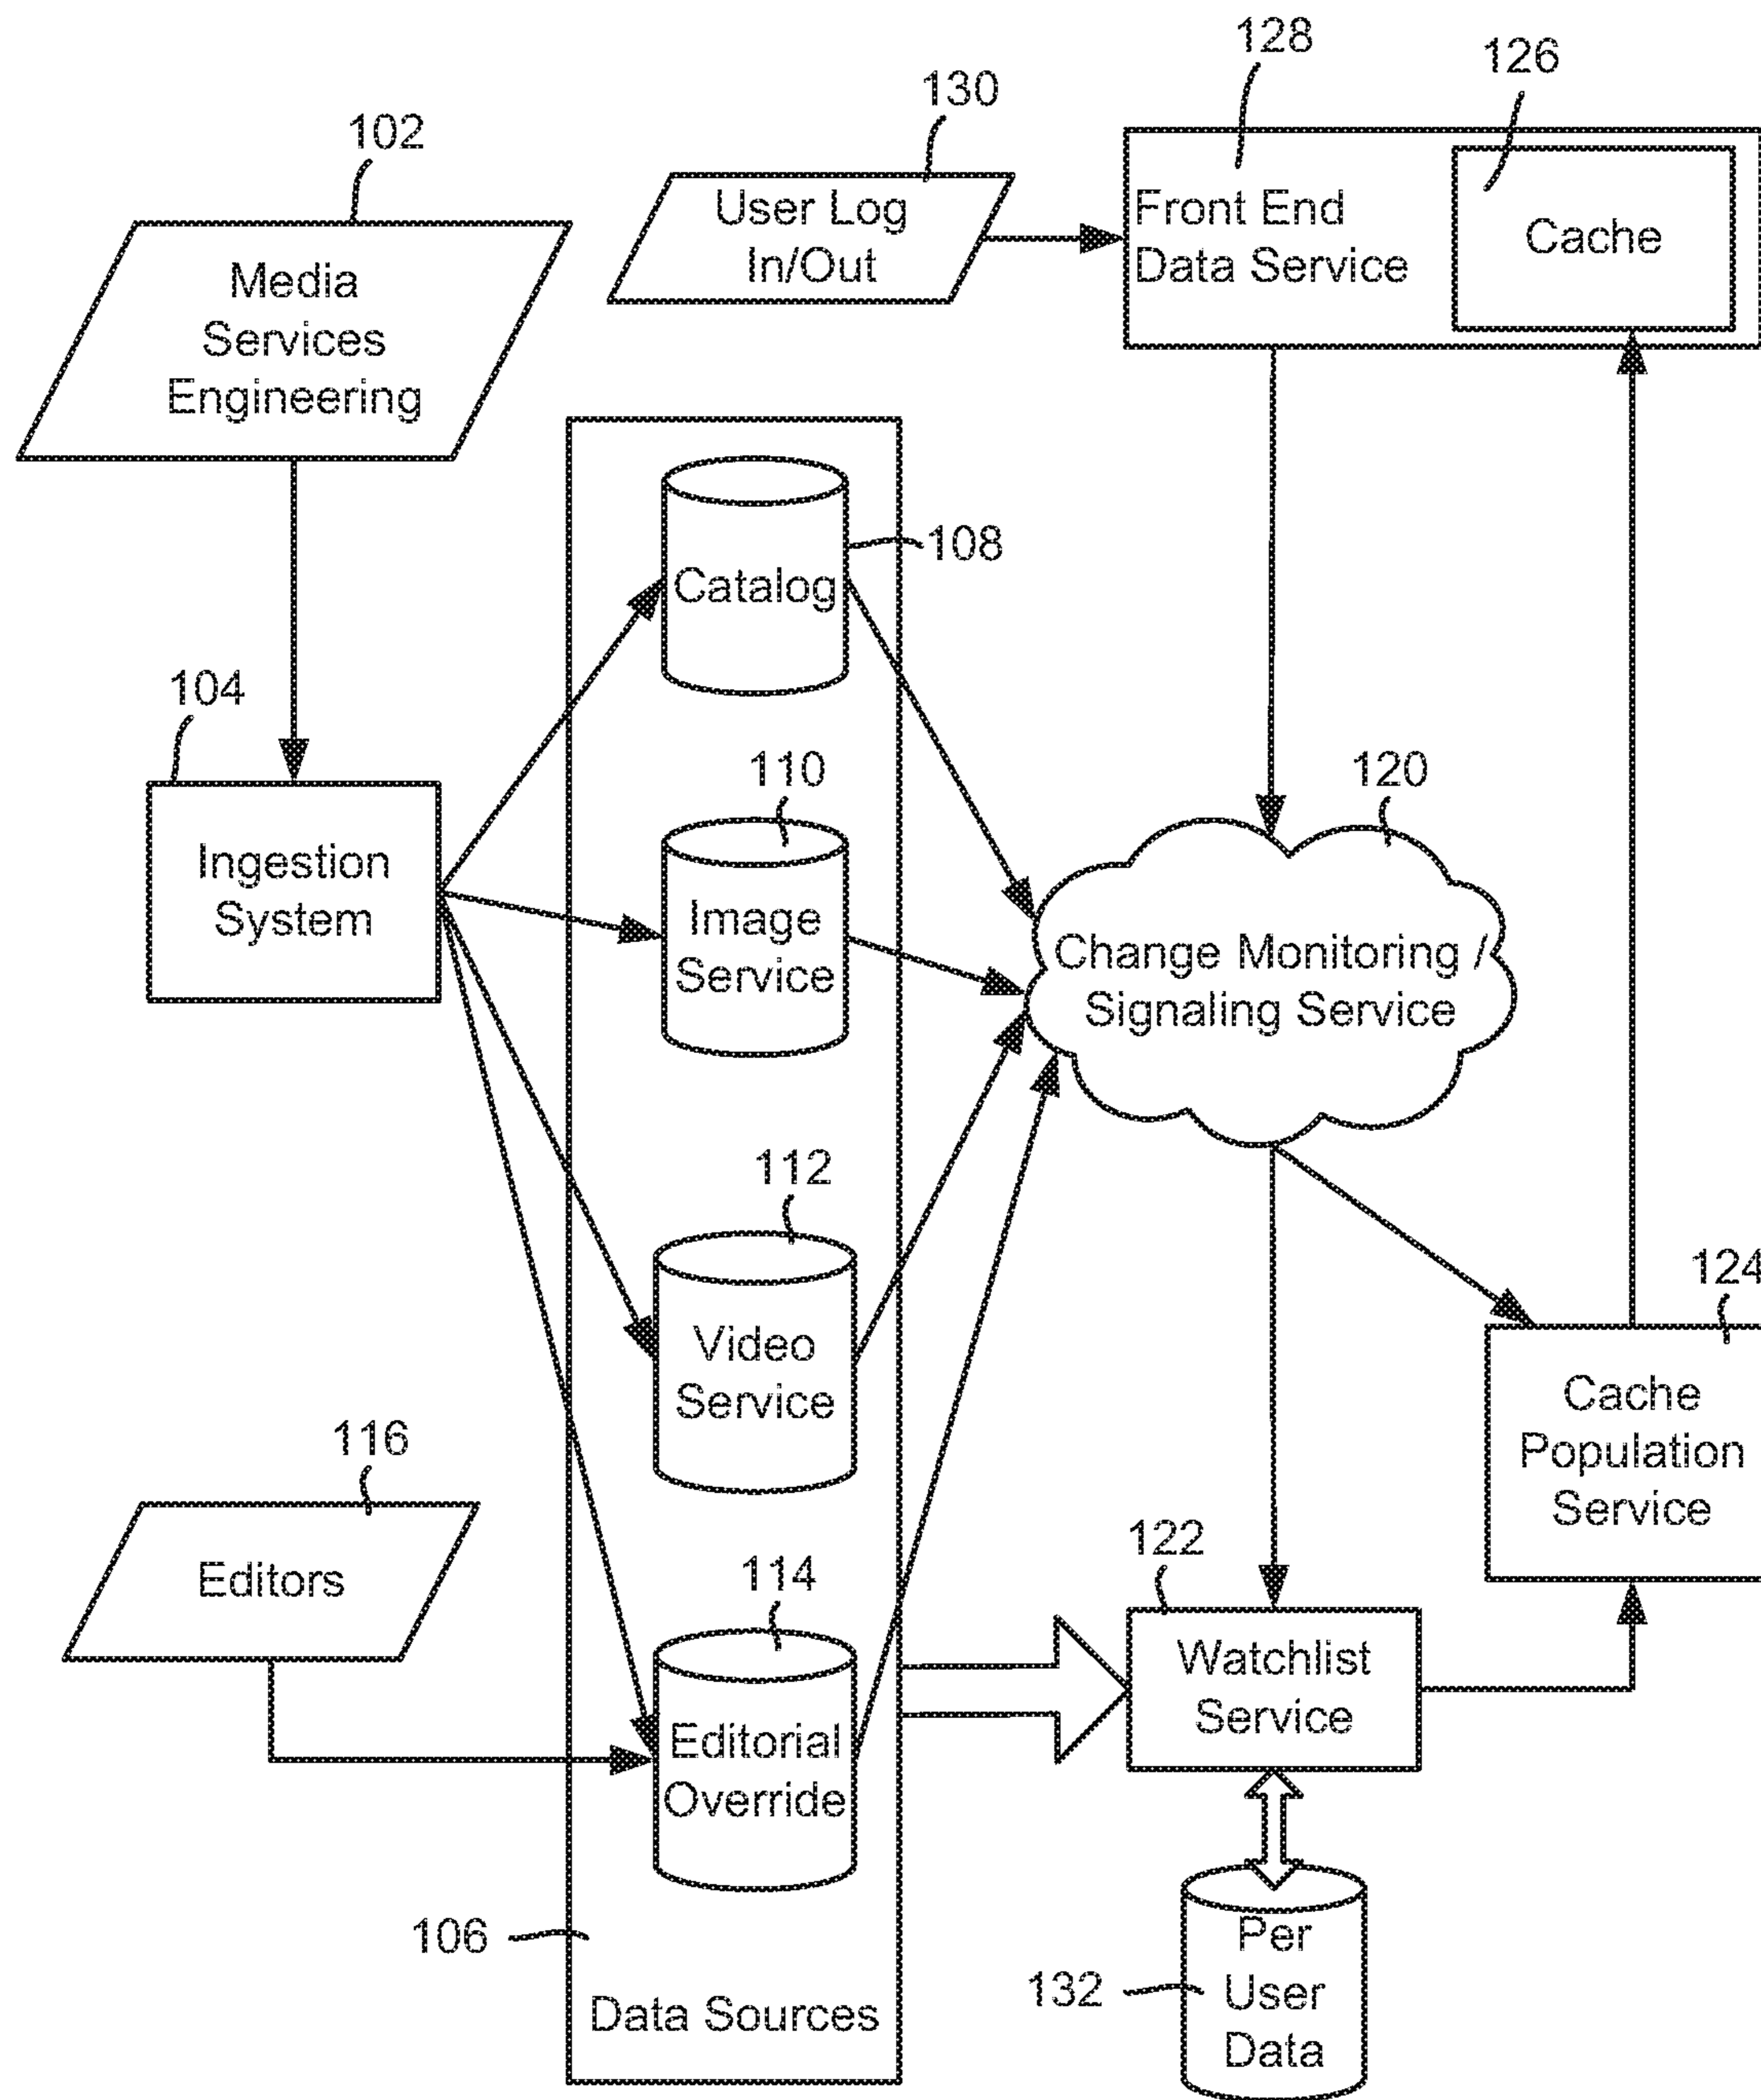 128
126
130
102
User Log
In/Out
Front End
Data Service
Cache
Media
Services
Engineering
108
Catalog
104
110
120
Ingestion
System
Image
Service
Change Monitoring /
Signaling Service
112
124
Video
Service
Cache
Population
Service
116
122
Editors
114
Watchlist
Service
Editorial
Override
106
Per
User
Data
132
Data Sources